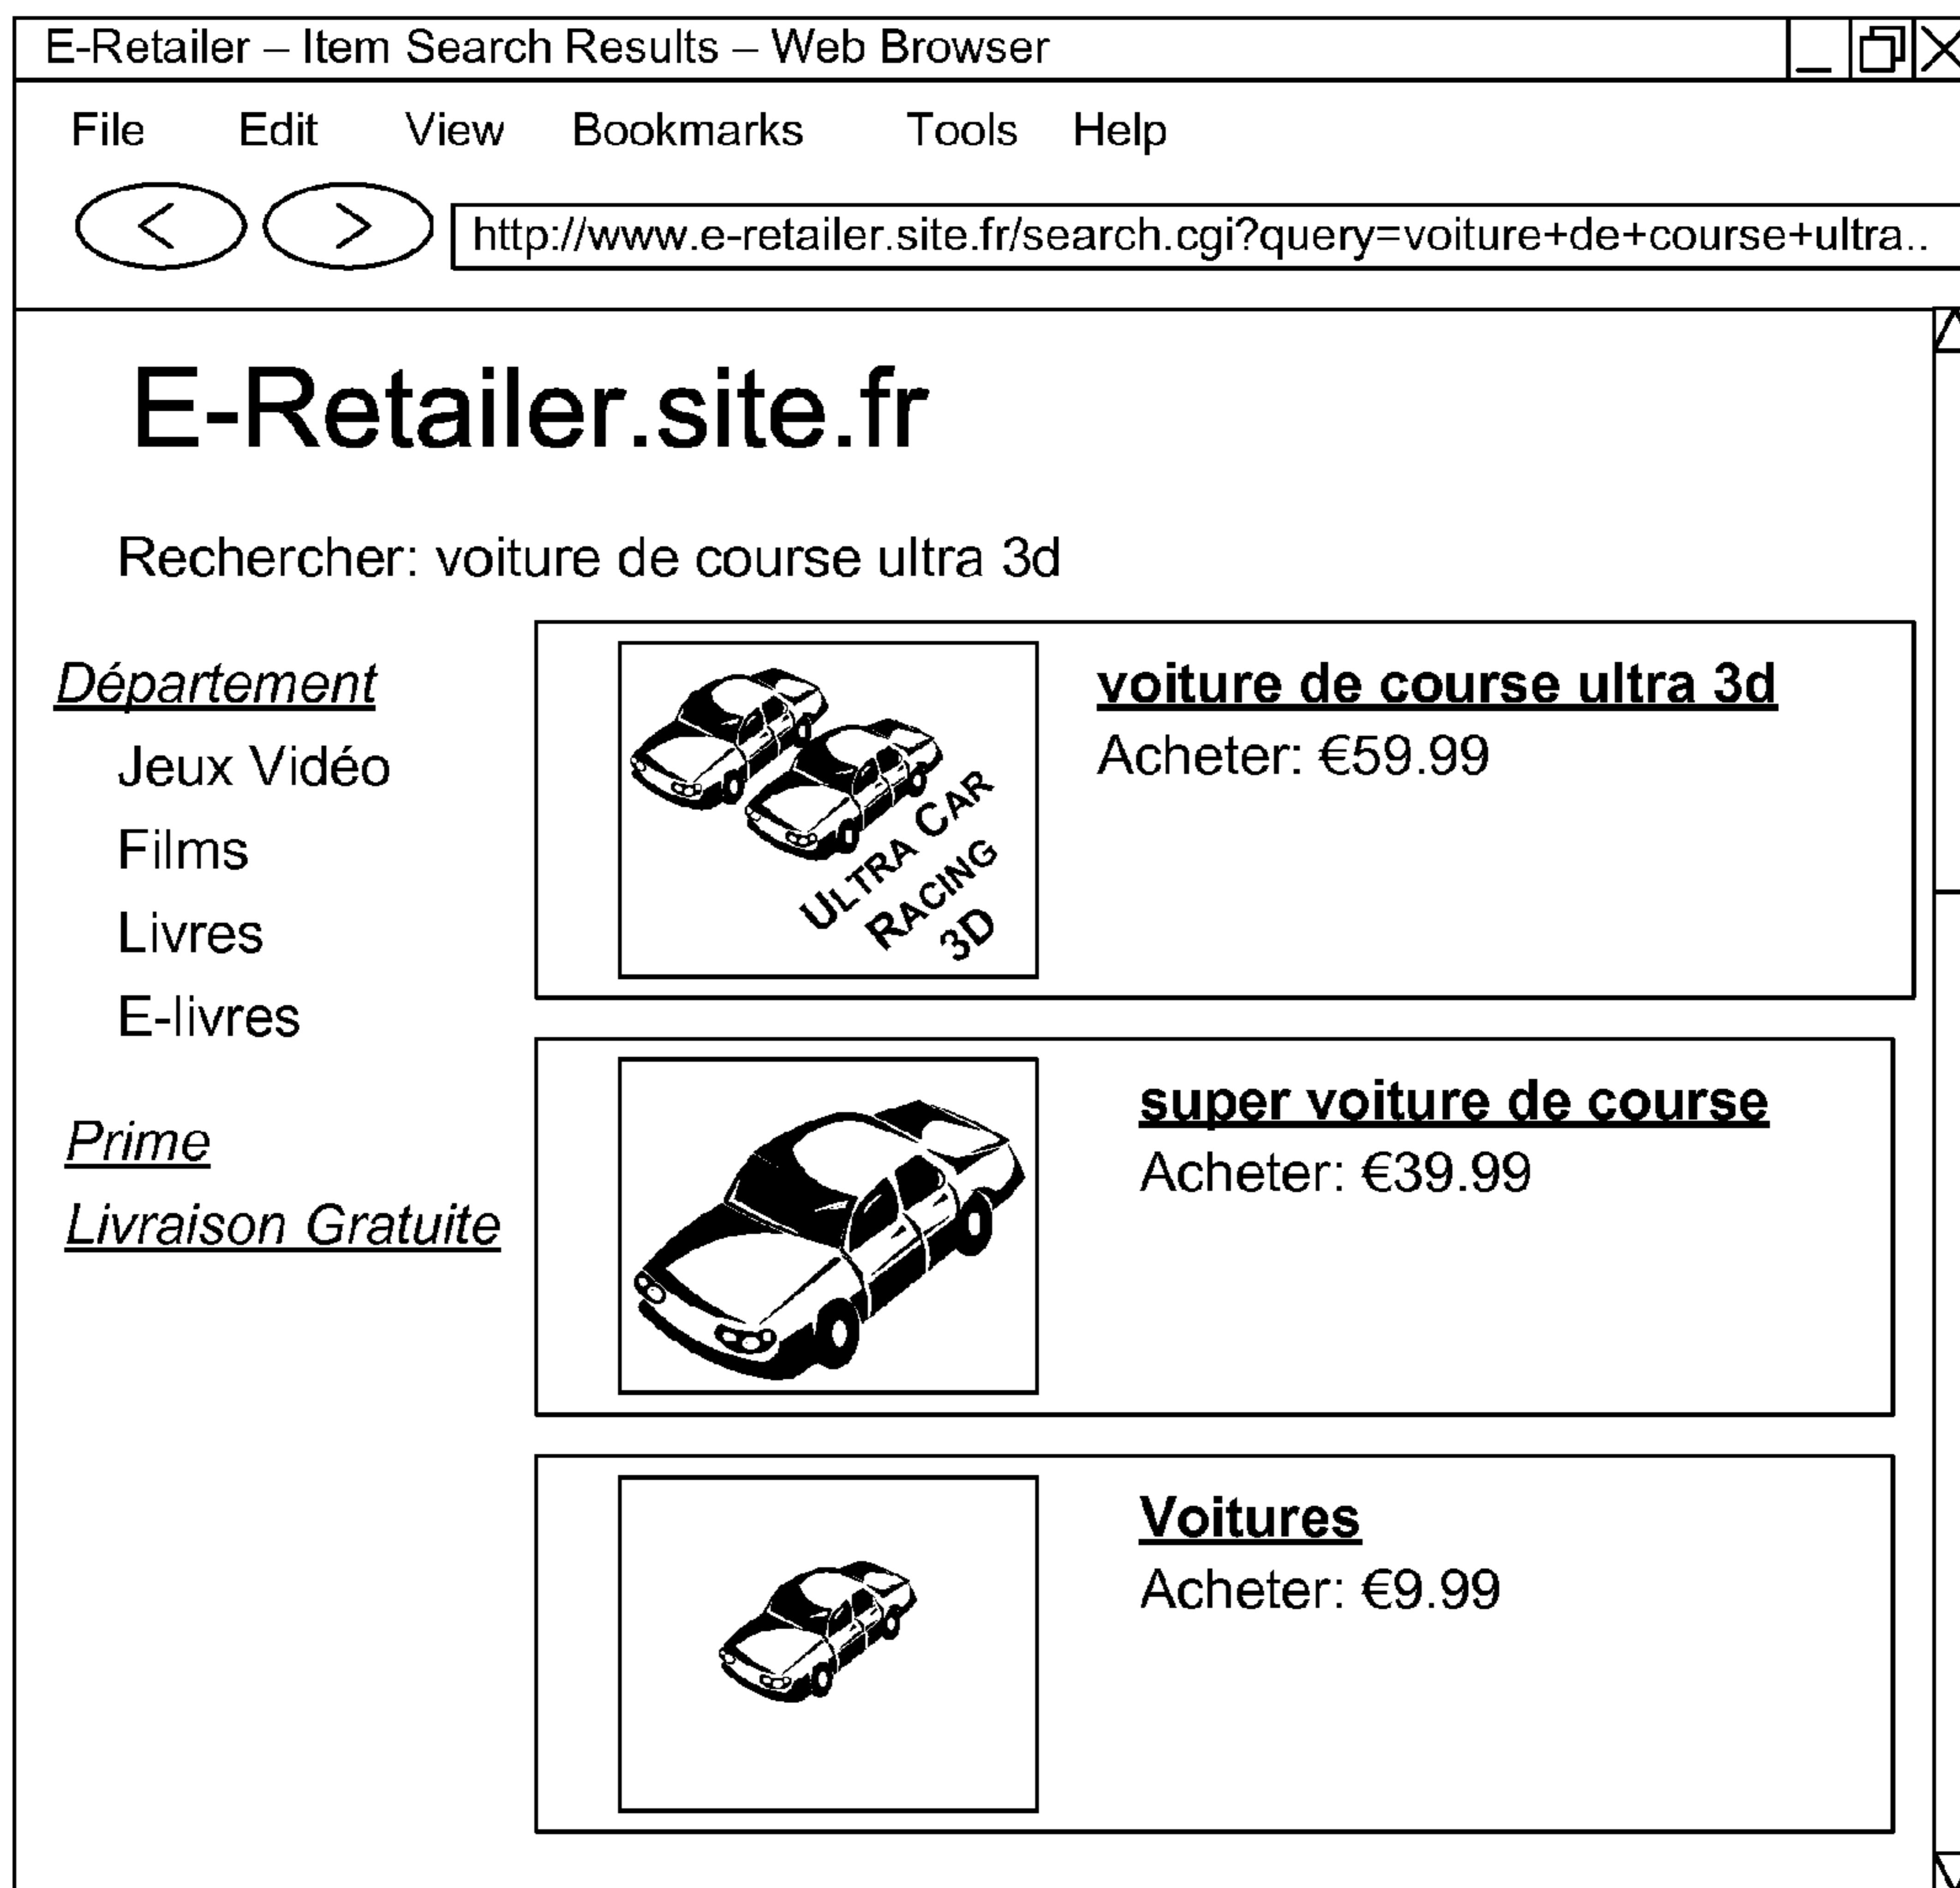 E-Retailer – Item Search Results – Web Browser
File Edit View Bookmarks Tools Help
http://www.e-retailer.site.fr/search.cgi?query=voiture+de+course+ultra..
E-Retailer.site.fr
Rechercher: voiture de course ultra 3d
Département
Jeux Vidéo
Films
Livres
E-livres
Prime
Livraison Gratuite
ULTRA CAR
RACING
3D
voiture de course ultra 3d
Acheter: €59.99
super voiture de course
Acheter: €39.99
Voitures
Acheter: €9.99